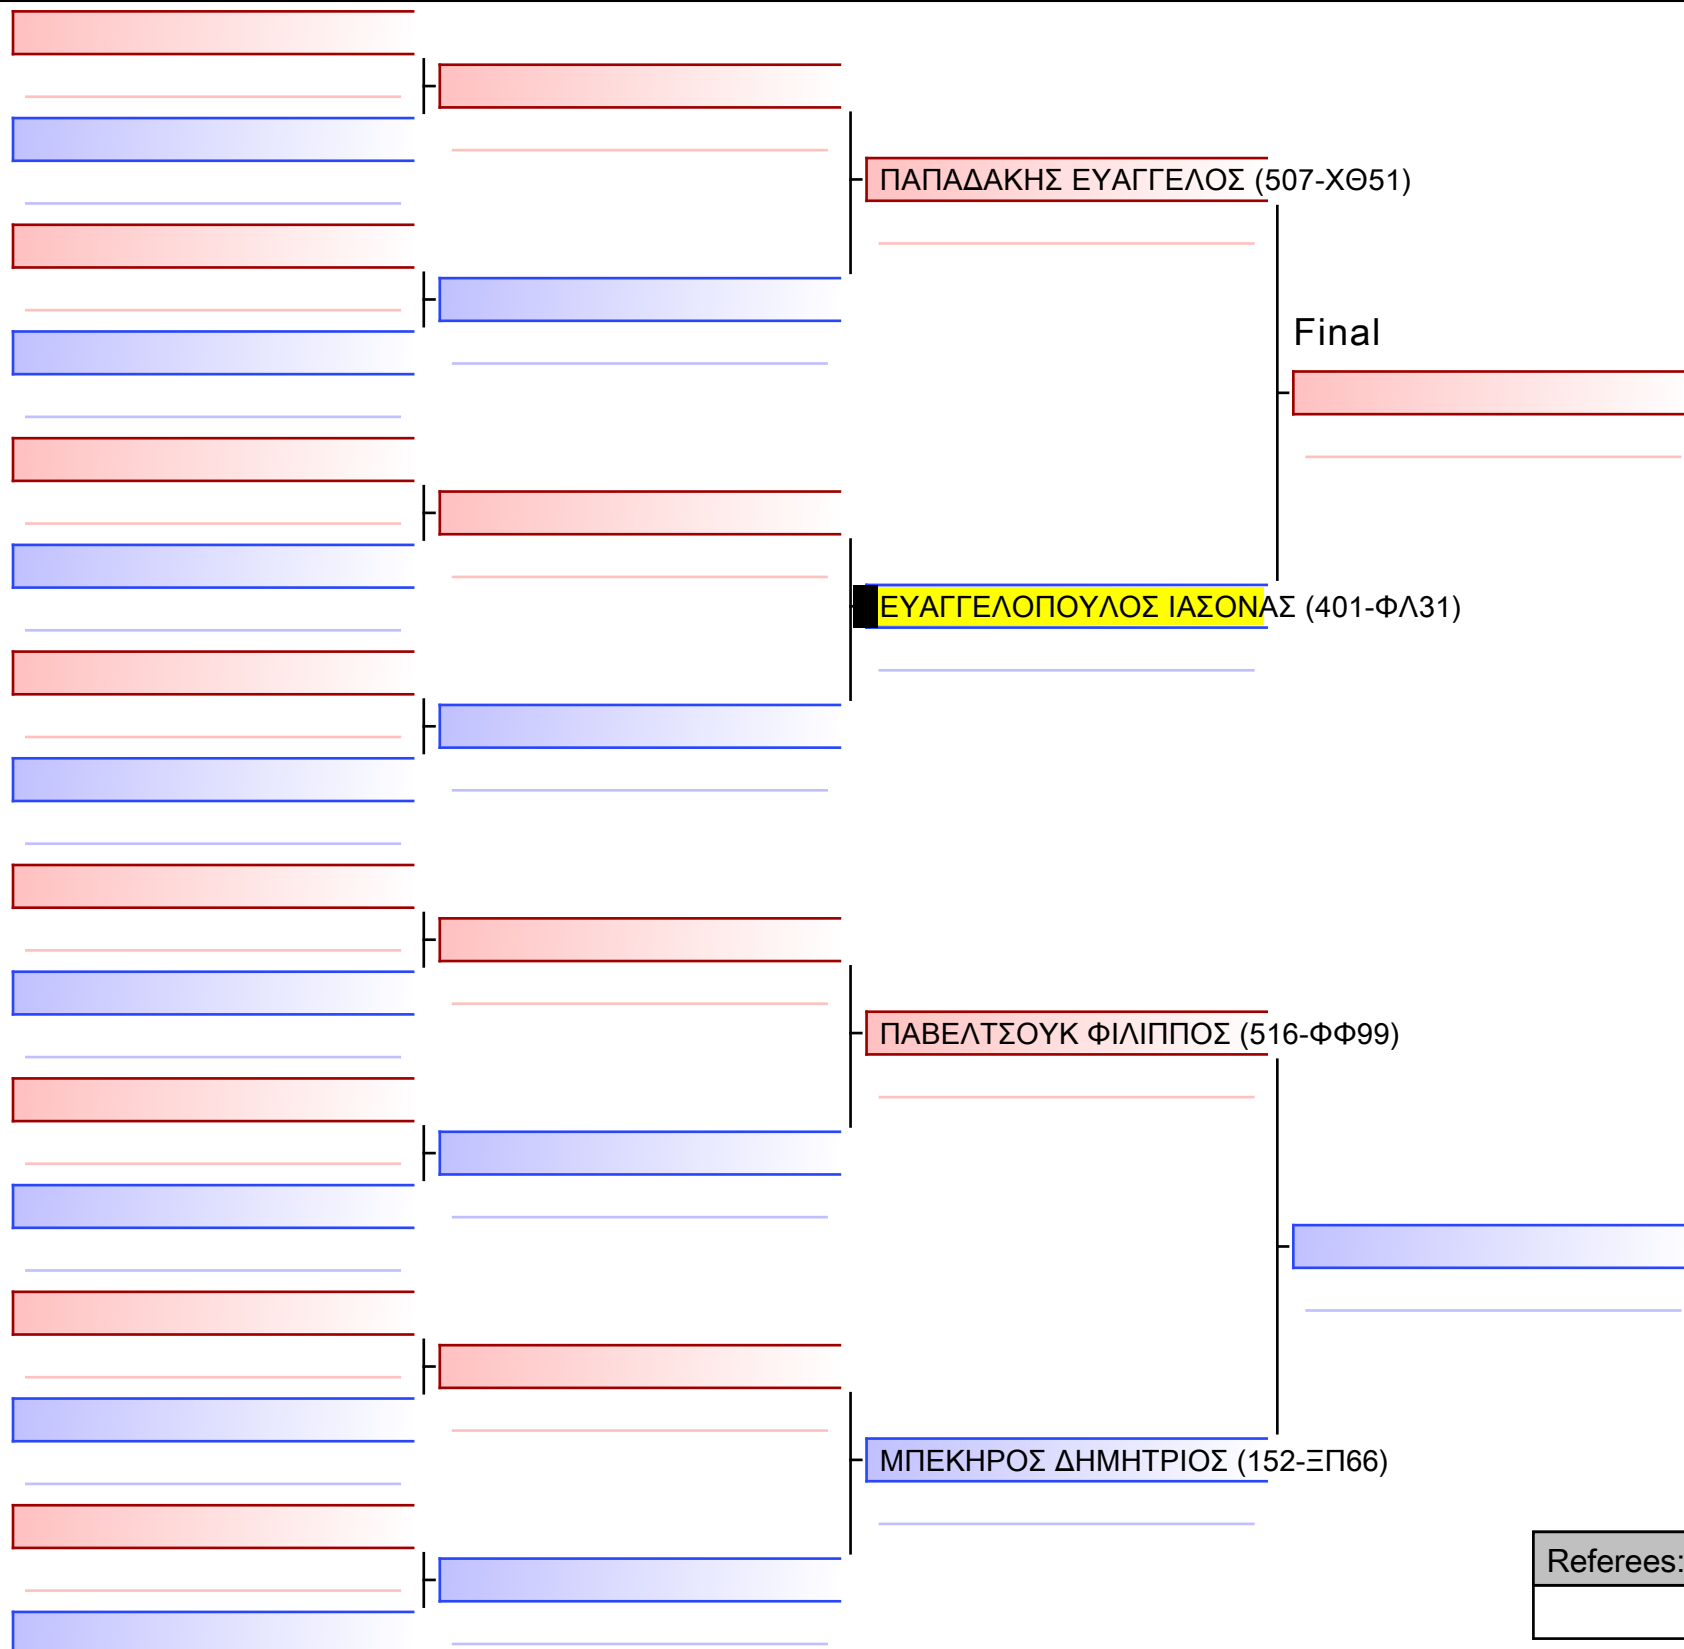 ΠΑΠΑΔΑΚΗΣ ΕΥΑΓΓΕΛΟΣ (507-ΧΘ51)
Final
ΕΥΑΓΓΕΛΟΠΟΥΛΟΣ ΙΑΣΟΝΑΣ (401-ΦΛ31)
ΠΑΒΕΛΤΣΟΥΚ ΦΙΛΙΠΠΟΣ (516-ΦΦ99)
ΜΠΕΚΗΡΟΣ ΔΗΜΗΤΡΙΟΣ (152-ΞΠ66)
Referees: